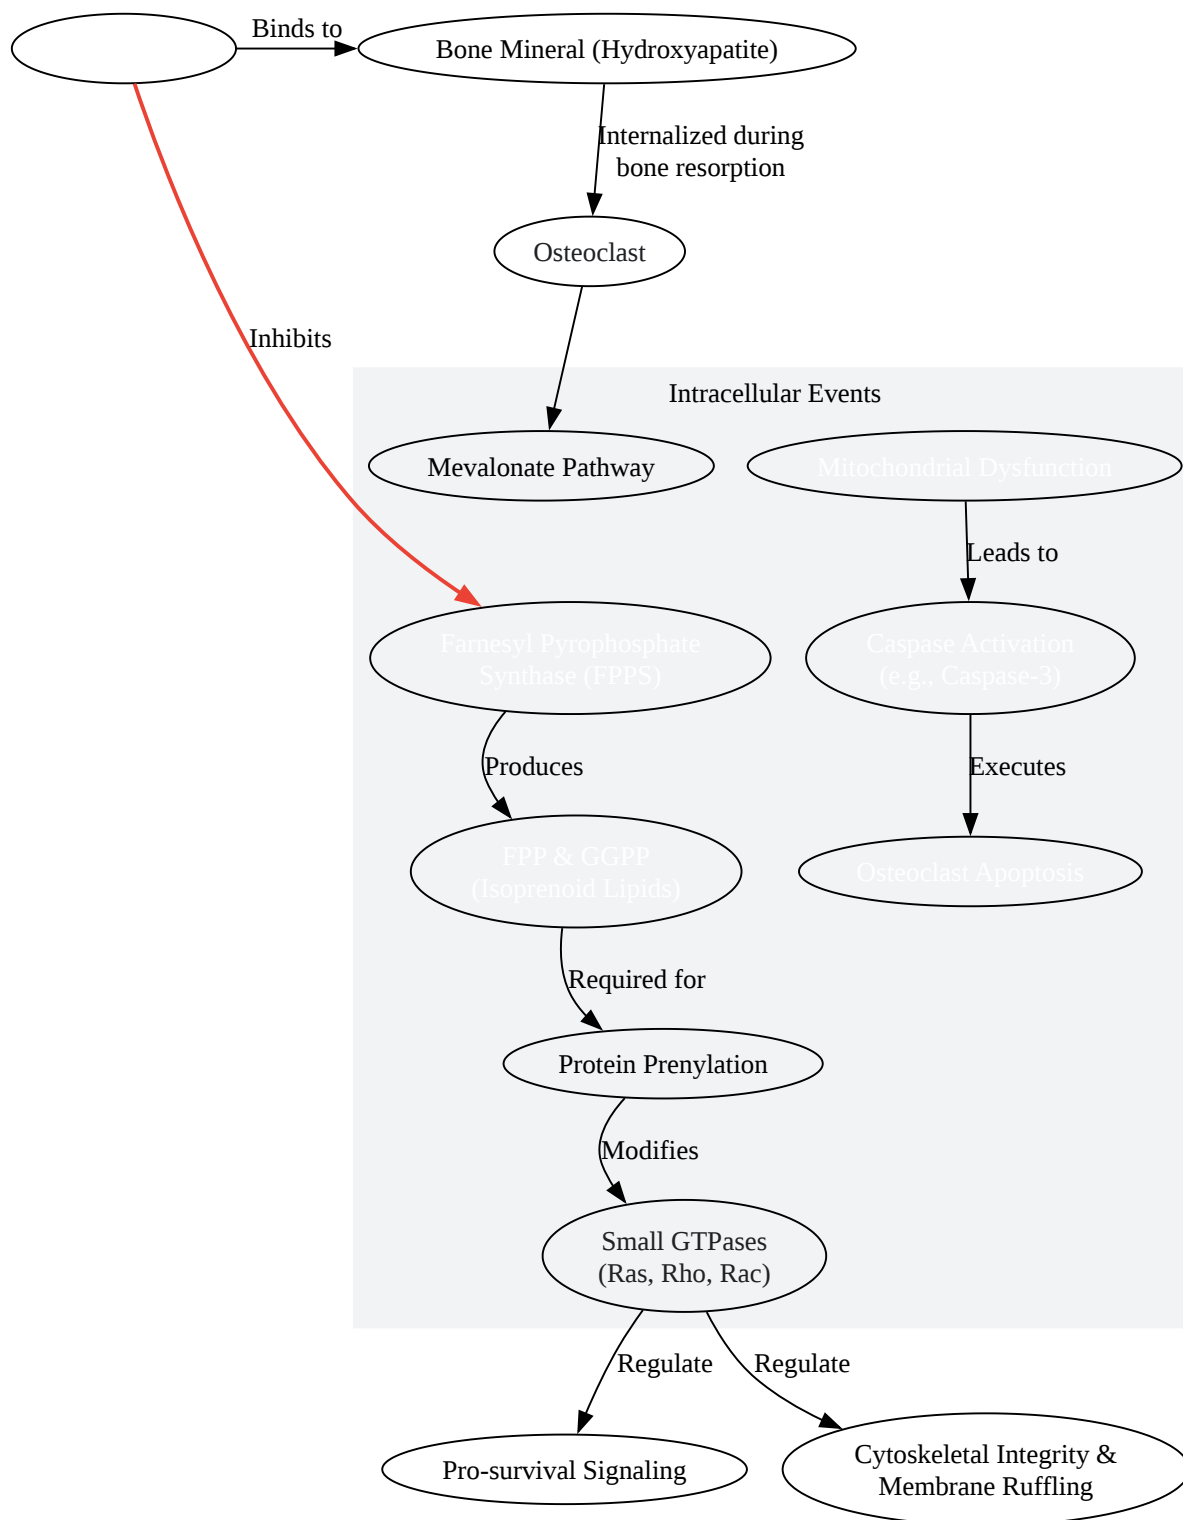 Binds to
Bone Mineral (Hydroxyapatite)
Internalized during
bone resorption
Osteoclast
Inhibits
Intracellular Events
Mevalonate Pathway
Mitochondrial Dysfunction
Leads to
Farnesyl Pyrophosphate
Synthase (FPPS)
Caspase Activation
(e.g., Caspase-3)
Produces
Executes
FPP & GGPP
(Isoprenoid Lipids)
Osteoclast Apoptosis
Required for
Protein Prenylation
Modifies
Small GTPases
(Ras, Rho, Rac)
Regulate
Regulate
Pro-survival Signaling
Cytoskeletal Integrity &
Membrane Ruffling